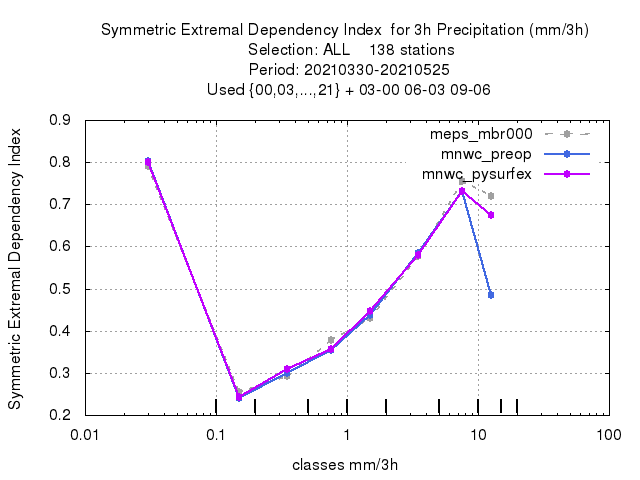 Symmetric Extremal Dependency Index  for 3h Precipitation (mm/3h)
Selection: ALL    138 stations
Period: 20210330-20210525
Used {00,03,...,21} + 03-00 06-03 09-06
meps_mbr000
mnwc_preop
mnwc_pysurfex
Symmetric Extremal Dependency Index
0.9
0.8
0.7
0.6
0.5
0.4
0.3
0.2
0.01 0.1 1 10 100
classes mm/3h